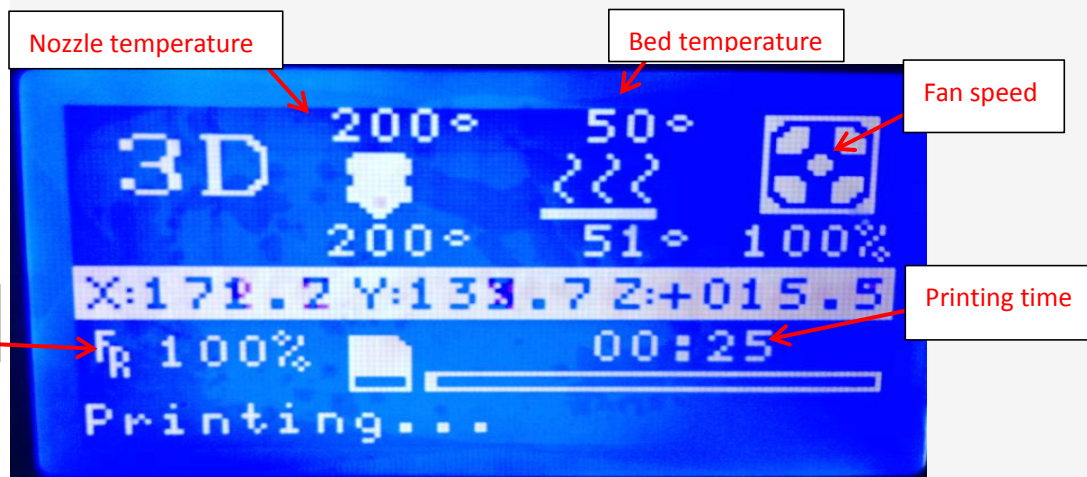 Nozzle temperature
Bed temperature
Fan speed
3D
200° 50°
200° 51° 100%
X:171.2 Y:133.7 Z:+015.5
Printing time
FR 100% 00:25
Printing...